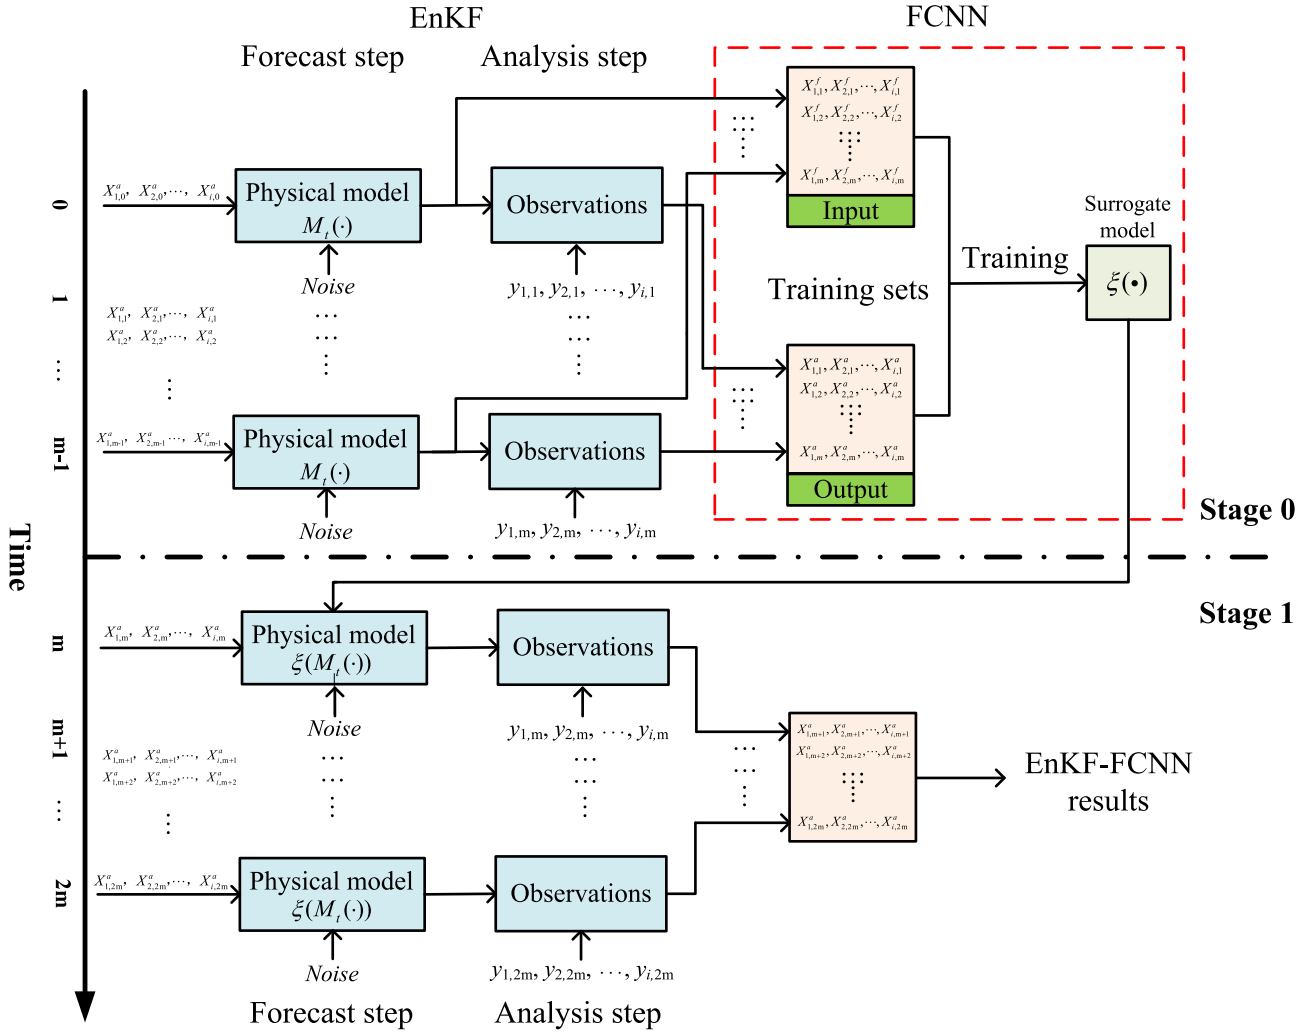 EnKF
FCNN
Forecast step
Analysis step
Time
0
1
....
m-1
m
m+1
....
2m
X^a_{1,0}, X^a_{2,0},⋯, X^a_{i,0}
Physical model
M_t(·)
Noise
Observations
y_{1,1}, y_{2,1}, ⋯, y_{i,1}
X^a_{1,1}, X^a_{2,1},⋯, X^a_{i,1}
X^a_{1,2}, X^a_{2,2},⋯, X^a_{i,2}
X^a_{1,m-1}, X^a_{2,m-1}⋯, X^a_{i,m-1}
Physical model
M_t(·)
Noise
Observations
y_{1,m}, y_{2,m}, ⋯, y_{i,m}
X^f_{1,1}, X^f_{2,1},⋯, X^f_{i,1}
X^f_{1,2}, X^f_{2,2},⋯, X^f_{i,2}
X^f_{1,m}, X^f_{2,m},⋯, X^f_{i,m}
Input
Training sets
X^a_{1,1}, X^a_{2,1},⋯, X^a_{i,1}
X^a_{1,2}, X^a_{2,2},⋯, X^a_{i,2}
X^a_{1,m}, X^a_{2,m},⋯, X^a_{i,m}
Output
Training
Surrogate
model
ξ(•)
Stage 0
Stage 1
X^a_{1,m}, X^a_{2,m},⋯, X^a_{i,m}
Physical model
ξ(M_t(·))
Noise
Observations
y_{1,m}, y_{2,m}, ⋯, y_{i,m}
X^a_{1,m+1}, X^a_{2,m+1},⋯, X^a_{i,m+1}
X^a_{1,m+2}, X^a_{2,m+2},⋯, X^a_{i,m+2}
X^a_{1,2m}, X^a_{2,2m},⋯, X^a_{i,2m}
Physical model
ξ(M_t(·))
Noise
Observations
y_{1,2m}, y_{2,2m}, ⋯, y_{i,2m}
X^a_{1,m+1}, X^a_{2,m+1},⋯, X^a_{i,m+1}
X^a_{1,m+2}, X^a_{2,m+2},⋯, X^a_{i,m+2}
X^a_{1,2m}, X^a_{2,2m},⋯, X^a_{i,2m}
EnKF-FCNN
results
Forecast step
Analysis step